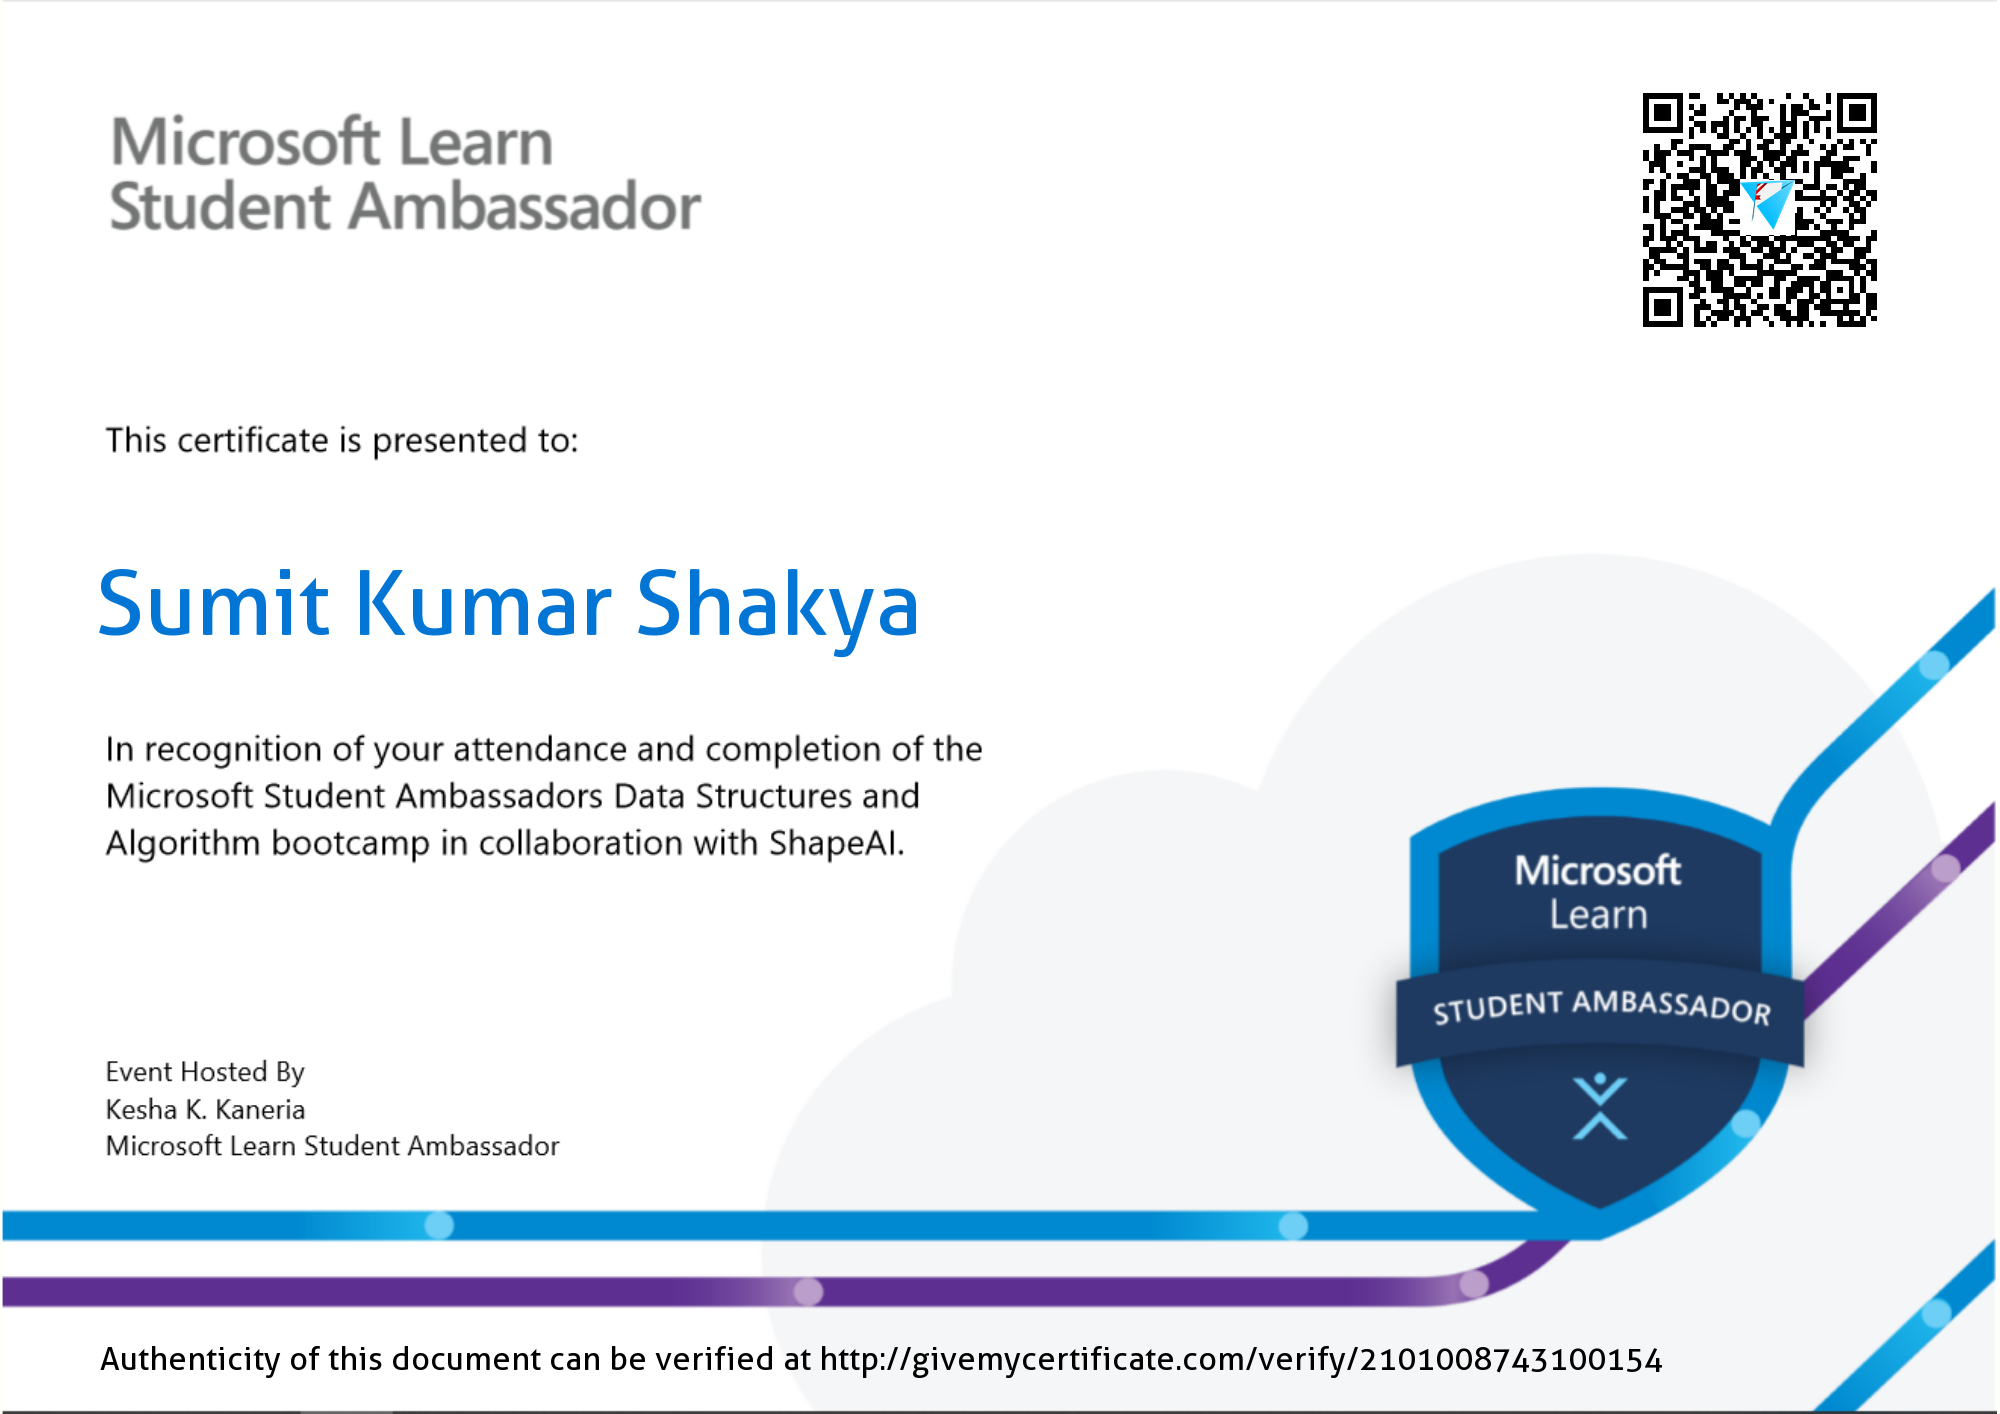 Microsoft Learn
Student Ambassador
This certificate is presented to:
Sumit Kumar Shakya
In recognition of your attendance and completion of the
Microsoft Student Ambassadors Data Structures and
Algorithm bootcamp in collaboration with ShapeAI.
Microsoft
Learn
STUDENT AMBASSADOR
Event Hosted By
Kesha K. Kaneria
Microsoft Learn Student Ambassador
Authenticity of this document can be verified at http://givemycertificate.com/verify/2101008743100154